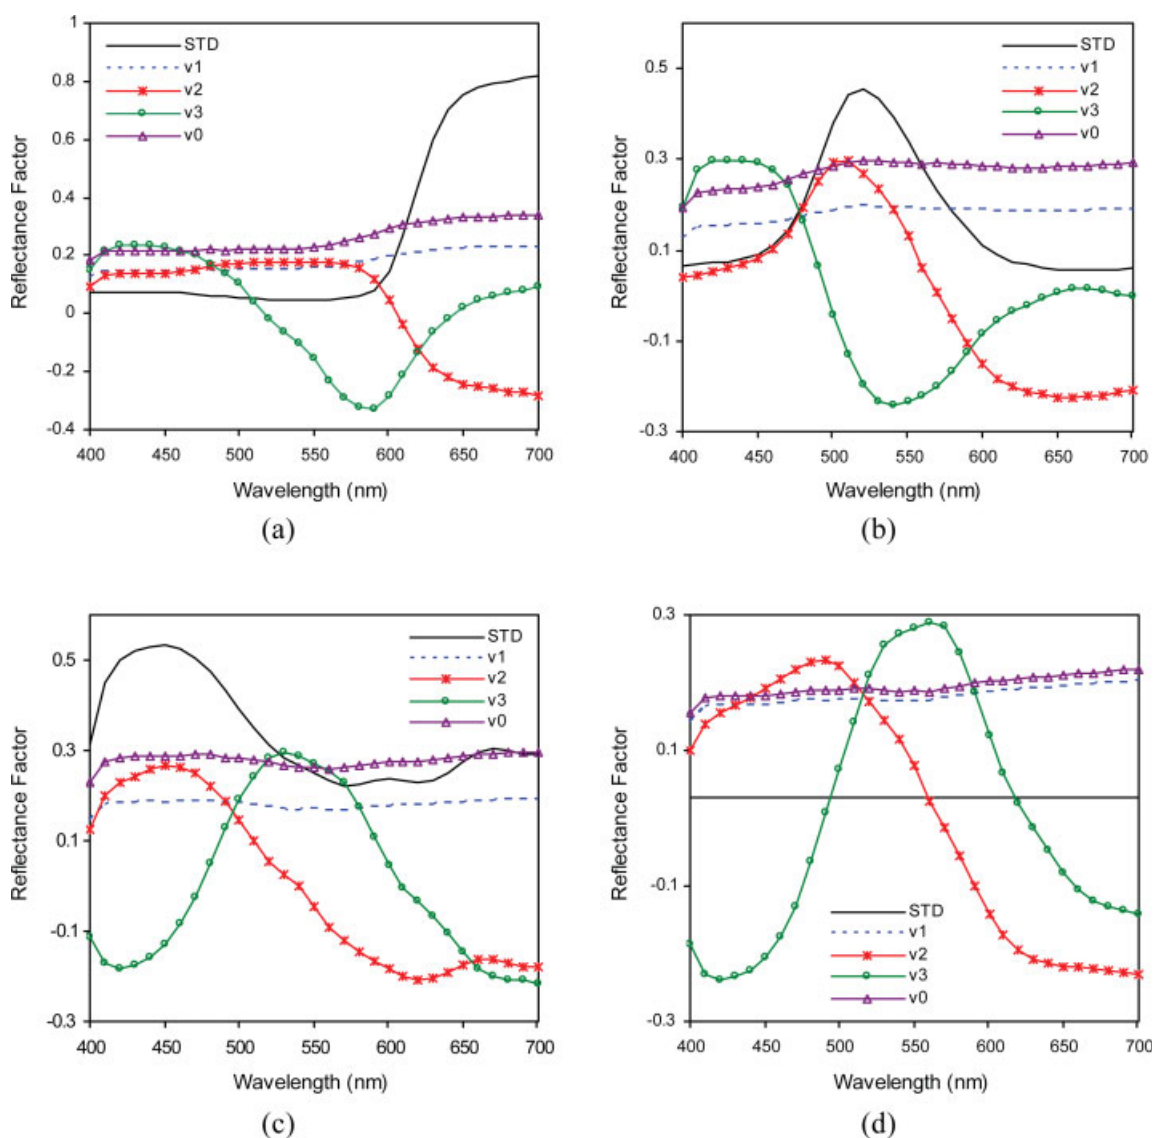 1
0.8
0.6
0.4
0.2
0
-0.2
-0.4
Reflectance Factor
STD
v1
v2
v3
v0
400 450 500 550 600 650 700
Wavelength (nm)
(a)
0.5
0.3
0.1
-0.1
-0.3
Reflectance Factor
STD
v1
v2
v3
v0
400 450 500 550 600 650 700
Wavelength (nm)
(b)
0.5
0.3
0.1
-0.1
-0.3
Reflectance Factor
STD
v1
v2
v3
v0
400 450 500 550 600 650 700
Wavelength (nm)
(c)
0.3
0.1
-0.1
-0.3
Reflectance Factor
STD
v1
v2
v3
v0
400 450 500 550 600 650 700
Wavelength (nm)
(d)